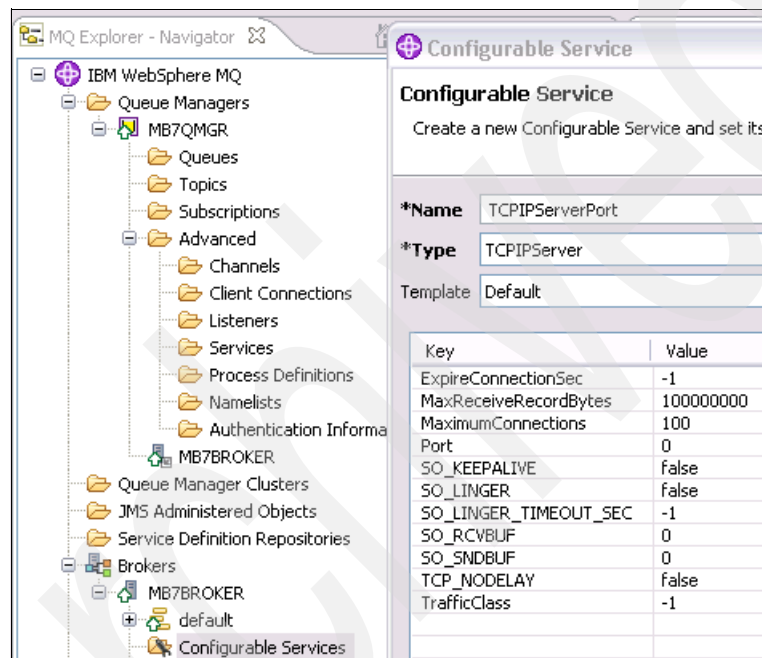 MQ Explorer - Navigator
IBM WebSphere MQ
Queue Managers
MB7QMGR
Queues
Topics
Subscriptions
Advanced
Channels
Client Connections
Listeners
Services
Process Definitions
Namelists
Authentication Informa
MB7BROKER
Queue Manager Clusters
JMS Administered Objects
Service Definition Repositories
Brokers
MB7BROKER
default
Configurable Services
Configurable Service
Configurable Service
Create a new Configurable Service and set its
*Name TCPIPServerPort
*Type TCPIPServer
Template Default
Key Value
ExpireConnectionSec -1
MaxReceiveRecordBytes 100000000
MaximumConnections 100
Port 0
SO_KEEPALIVE false
SO_LINGER false
SO_LINGER_TIMEOUT_SEC -1
SO_RCVBUF 0
SO_SNDBUF 0
TCP_NODELAY false
TrafficClass -1